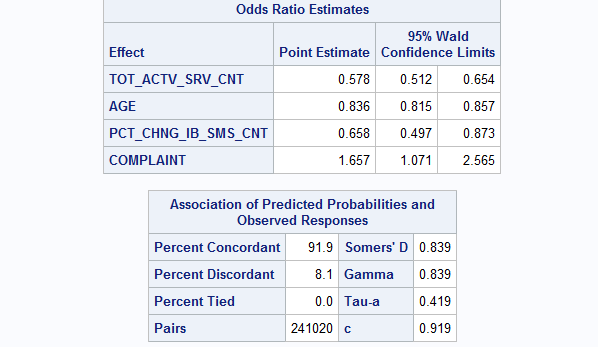 Odds Ratio Estimates
Effect Point Estimate 95% Wald Confidence Limits
TOT_ACTV_SRV_CNT 0.578 0.512 0.654
AGE 0.836 0.815 0.857
PCT_CHNG_IB_SMS_CNT 0.658 0.497 0.873
COMPLAINT 1.657 1.071 2.565
Association of Predicted Probabilities and
Observed Responses
Percent Concordant 91.9 Somers' D 0.839
Percent Discordant 8.1 Gamma 0.839
Percent Tied 0.0 Tau-a 0.419
Pairs 241020 c 0.919